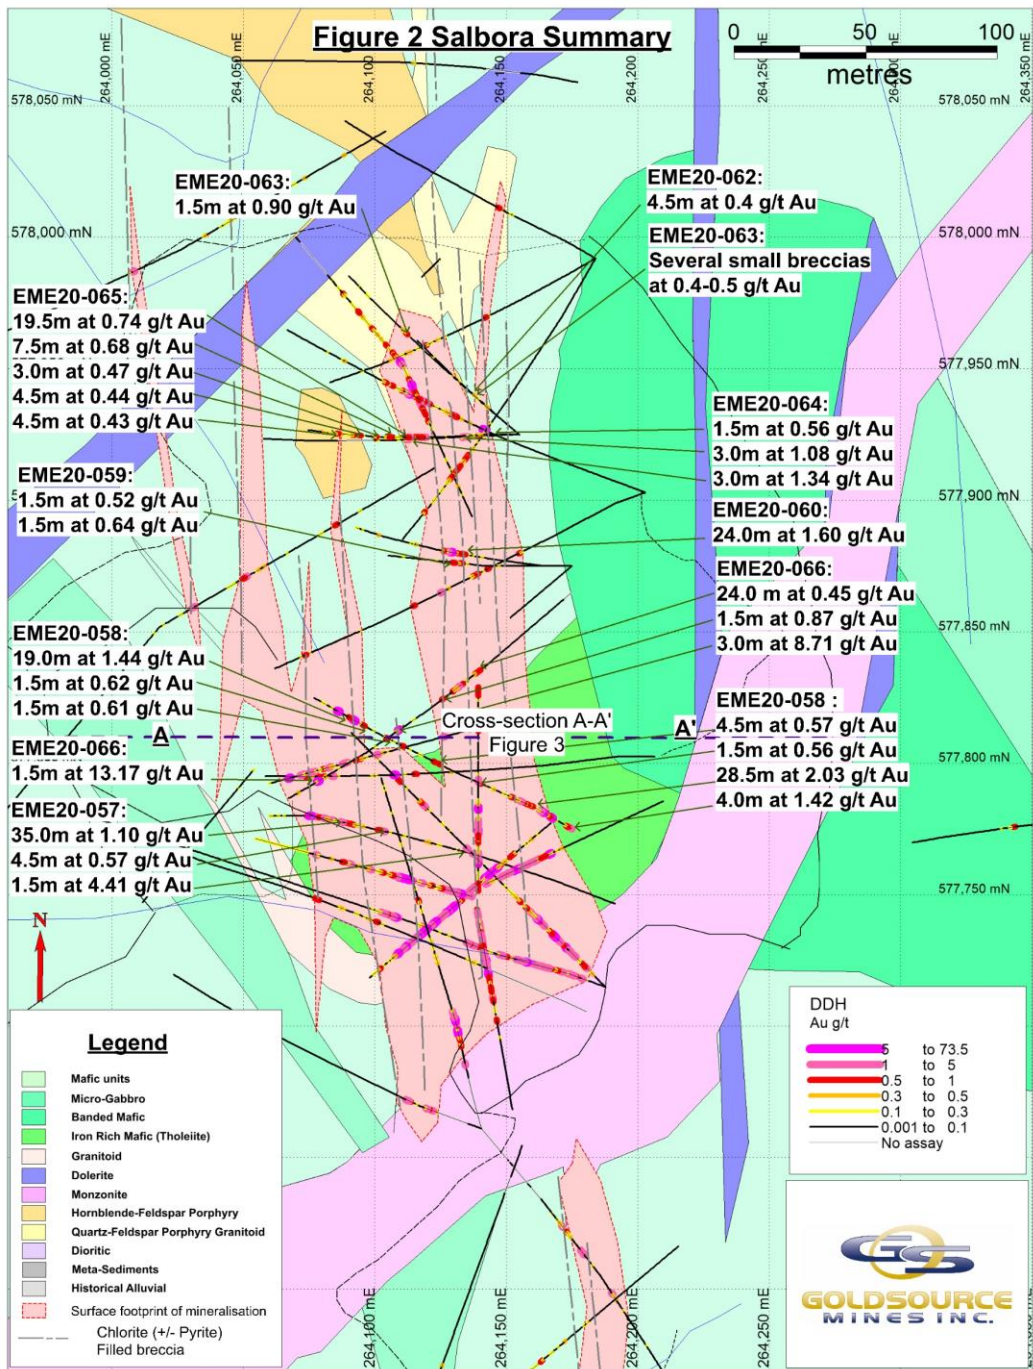 Figure 2 Salbora Summary
0 50 100
metres
264,000 mE
264,050 mE
264,100 mE
264,150 mE
264,200 mE
264,350 mE
578,050 mN
578,050 mN
EME20-063:
1.5m at 0.90 g/t Au
EME20-062:
4.5m at 0.4 g/t Au
578,000 mN
578,000 mN
EME20-063:
Several small breccias
at 0.4-0.5 g/t Au
EME20-065:
19.5m at 0.74 g/t Au
7.5m at 0.68 g/t Au
3.0m at 0.47 g/t Au
4.5m at 0.44 g/t Au
4.5m at 0.43 g/t Au
577,950 mN
EME20-064:
1.5m at 0.56 g/t Au
3.0m at 1.08 g/t Au
3.0m at 1.34 g/t Au
EME20-059:
1.5m at 0.52 g/t Au
1.5m at 0.64 g/t Au
577,900 mN
EME20-060:
24.0m at 1.60 g/t Au
EME20-066:
24.0 m at 0.45 g/t Au
1.5m at 0.87 g/t Au
3.0m at 8.71 g/t Au
577,850 mN
EME20-058:
19.0m at 1.44 g/t Au
1.5m at 0.62 g/t Au
1.5m at 0.61 g/t Au
EME20-058 :
4.5m at 0.57 g/t Au
1.5m at 0.56 g/t Au
28.5m at 2.03 g/t Au
4.0m at 1.42 g/t Au
A
Cross-section A-A'
Figure 3
A'
577,800 mN
EME20-066:
1.5m at 13.17 g/t Au
EME20-057:
35.0m at 1.10 g/t Au
4.5m at 0.57 g/t Au
1.5m at 4.41 g/t Au
577,750 mN
N
Legend
Mafic units
Micro-Gabbro
Banded Mafic
Iron Rich Mafic (Tholeiite)
Granitoid
Dolerite
Monzonite
Hornblende-Feldspar Porphyry
Quartz-Feldspar Porphyry Granitoid
Dioritic
Meta-Sediments
Historical Alluvial
Surface footprint of mineralisation
Chlorite (+/- Pyrite)
Filled breccia
DDH
Au g/t
5 to 73.5
1 to 5
0.5 to 1
0.3 to 0.5
0.1 to 0.3
0.001 to 0.1
No assay
264,100 mE
264,150 mE
264,200 mE
264,250 mE
GS
GOLDSOURCE
MINES INC.